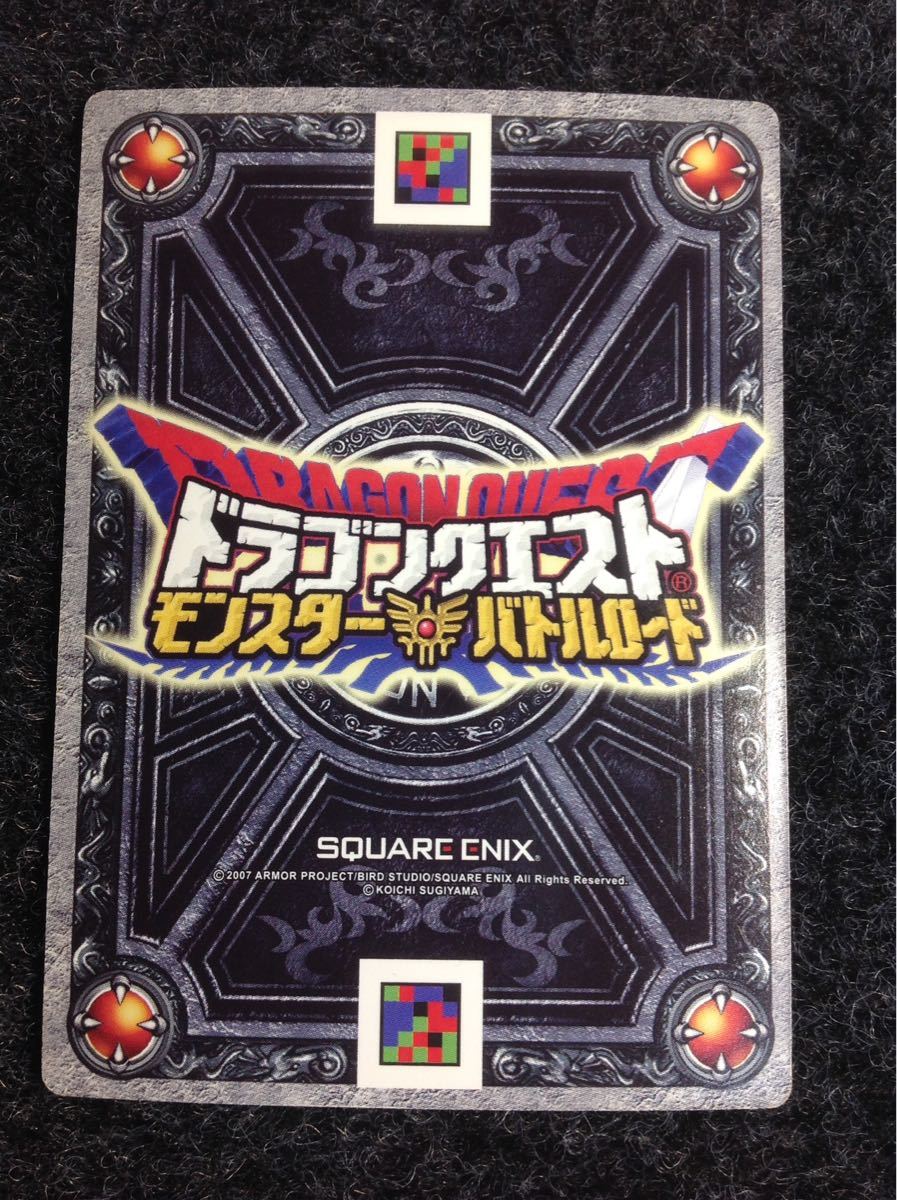 DRAGON QUEST
ドラゴンクエスト®
モンスターバトルロード
SQUARE ENIX®
©2007 ARMOR PROJECT/BIRD STUDIO/SQUARE ENIX All Rights Reserved.
©KOICHI SUGIYAMA